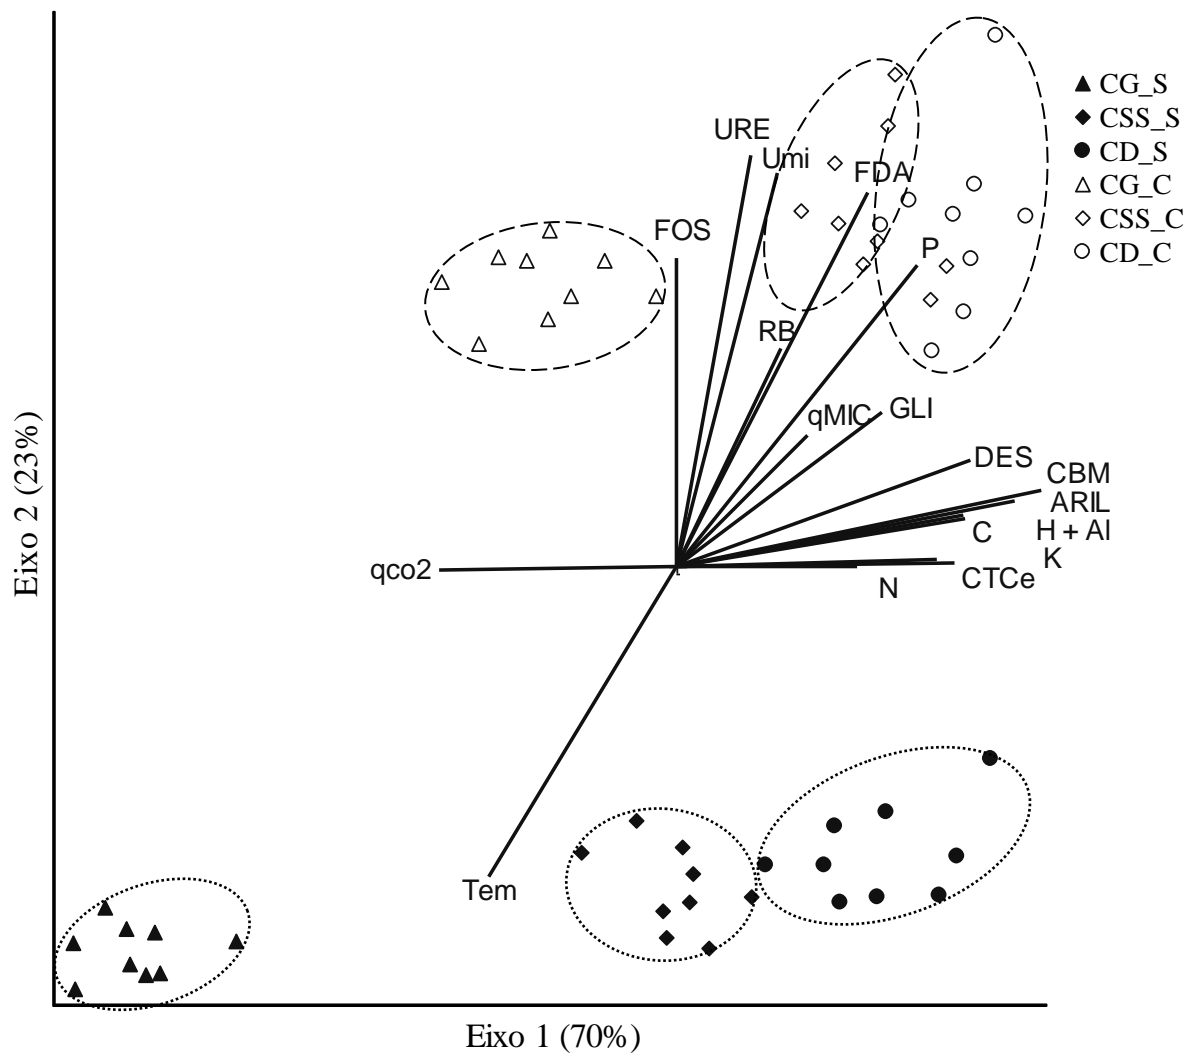 CG_S
CSS_S
CD_S
CG_C
CSS_C
CD_C
URE
Umi
FDA
FOS
P
RB
qMIC
GLI
DES
CBM
ARIL
C
H + Al
K
qco2
CTCe
N
Tem
Eixo 2 (23%)
Eixo 1 (70%)